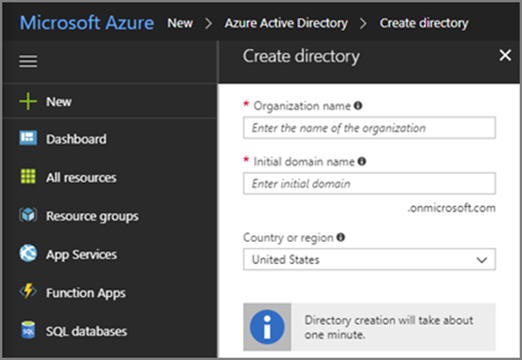 Microsoft Azure New > Azure Active Directory > Create directory
Create directory
New
Dashboard
All resources
Resource groups
App Services
Function Apps
SQL databases
* Organization name
Enter the name of the organization
* Initial domain name
Enter initial domain
.onmicrosoft.com
Country or region
United States
Directory creation will take about
one minute.